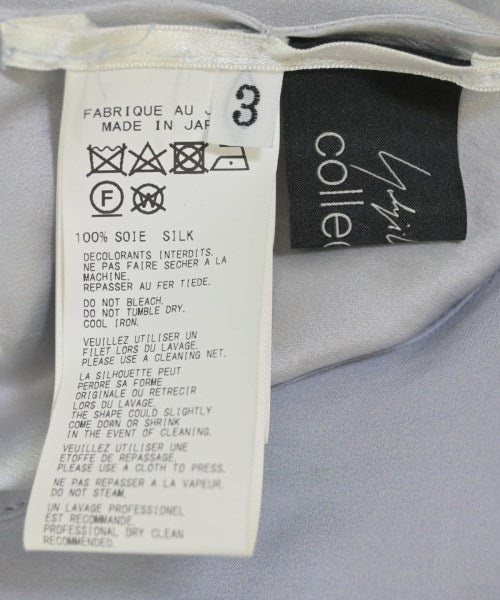 FABRIQUE AU J
MADE IN JAP
3
F
W
100% SOIE SILK
DECOLORANTS INTERDITS.
NE PAS FAIRE SECHER A LA
MACHINE.
REPASSER AU FER TIEDE.
DO NOT BLEACH.
DO NOT TUMBLE DRY.
COOL IRON.
VEUILLEZ UTILISER UN
FILET LORS DU LAVAGE.
PLEASE USE A CLEANING NET.
LA SILHOUETTE PEUT
PERDRE SA FORME
ORIGINALE OU RETRECIR
LORS DU LAVAGE.
THE SHAPE COULD SLIGHTLY
COME DOWN OR SHRINK
IN THE EVENT OF CLEANING.
VEUILLEZ UTILISER UNE
ETOFFE DE REPASSAGE.
PLEASE USE A CLOTH TO PRESS.
NE PAS REPASSER A LA VAPEUR.
DO NOT STEAM.
UN LAVAGE PROFESSIONEL
EST RECOMMANDE.
PROFESSIONAL DRY CLEAN
RECOMMENDED.
collec